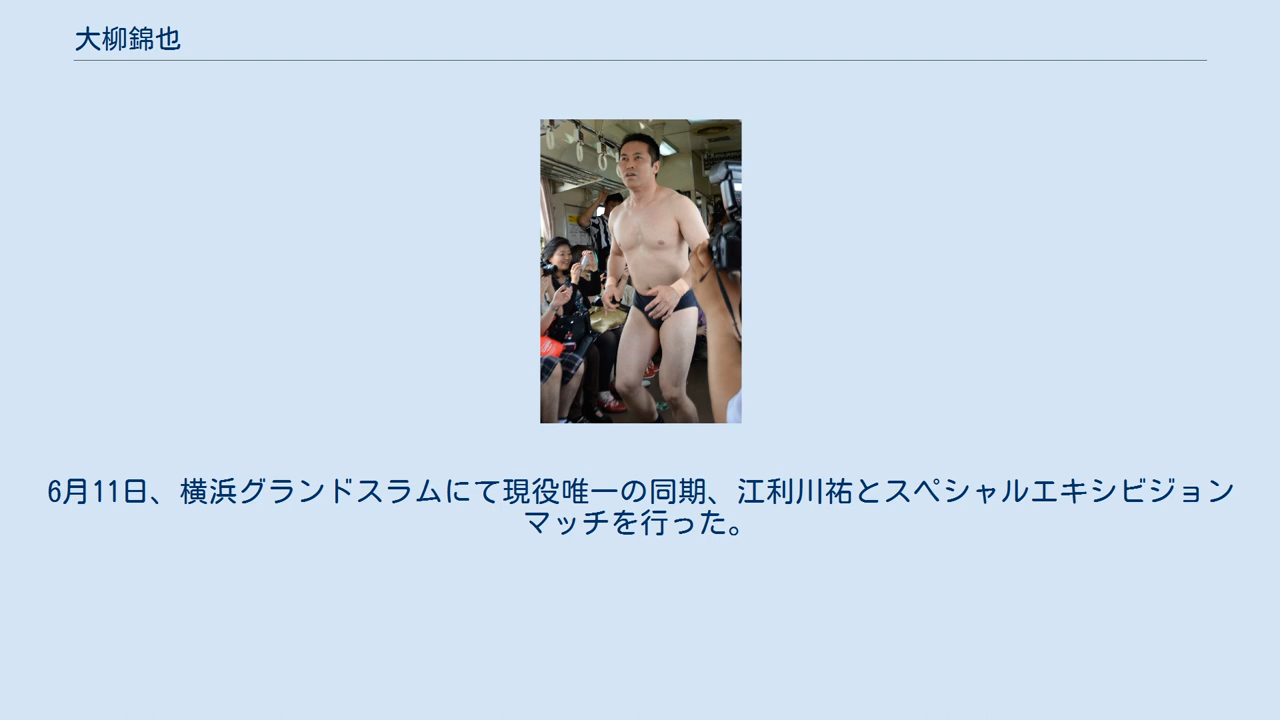 大柳錦也
6月11日、横浜グランドスラムにて現役唯一の同期、江利川祐とスペシャルエキシビジョン
マッチを行った。